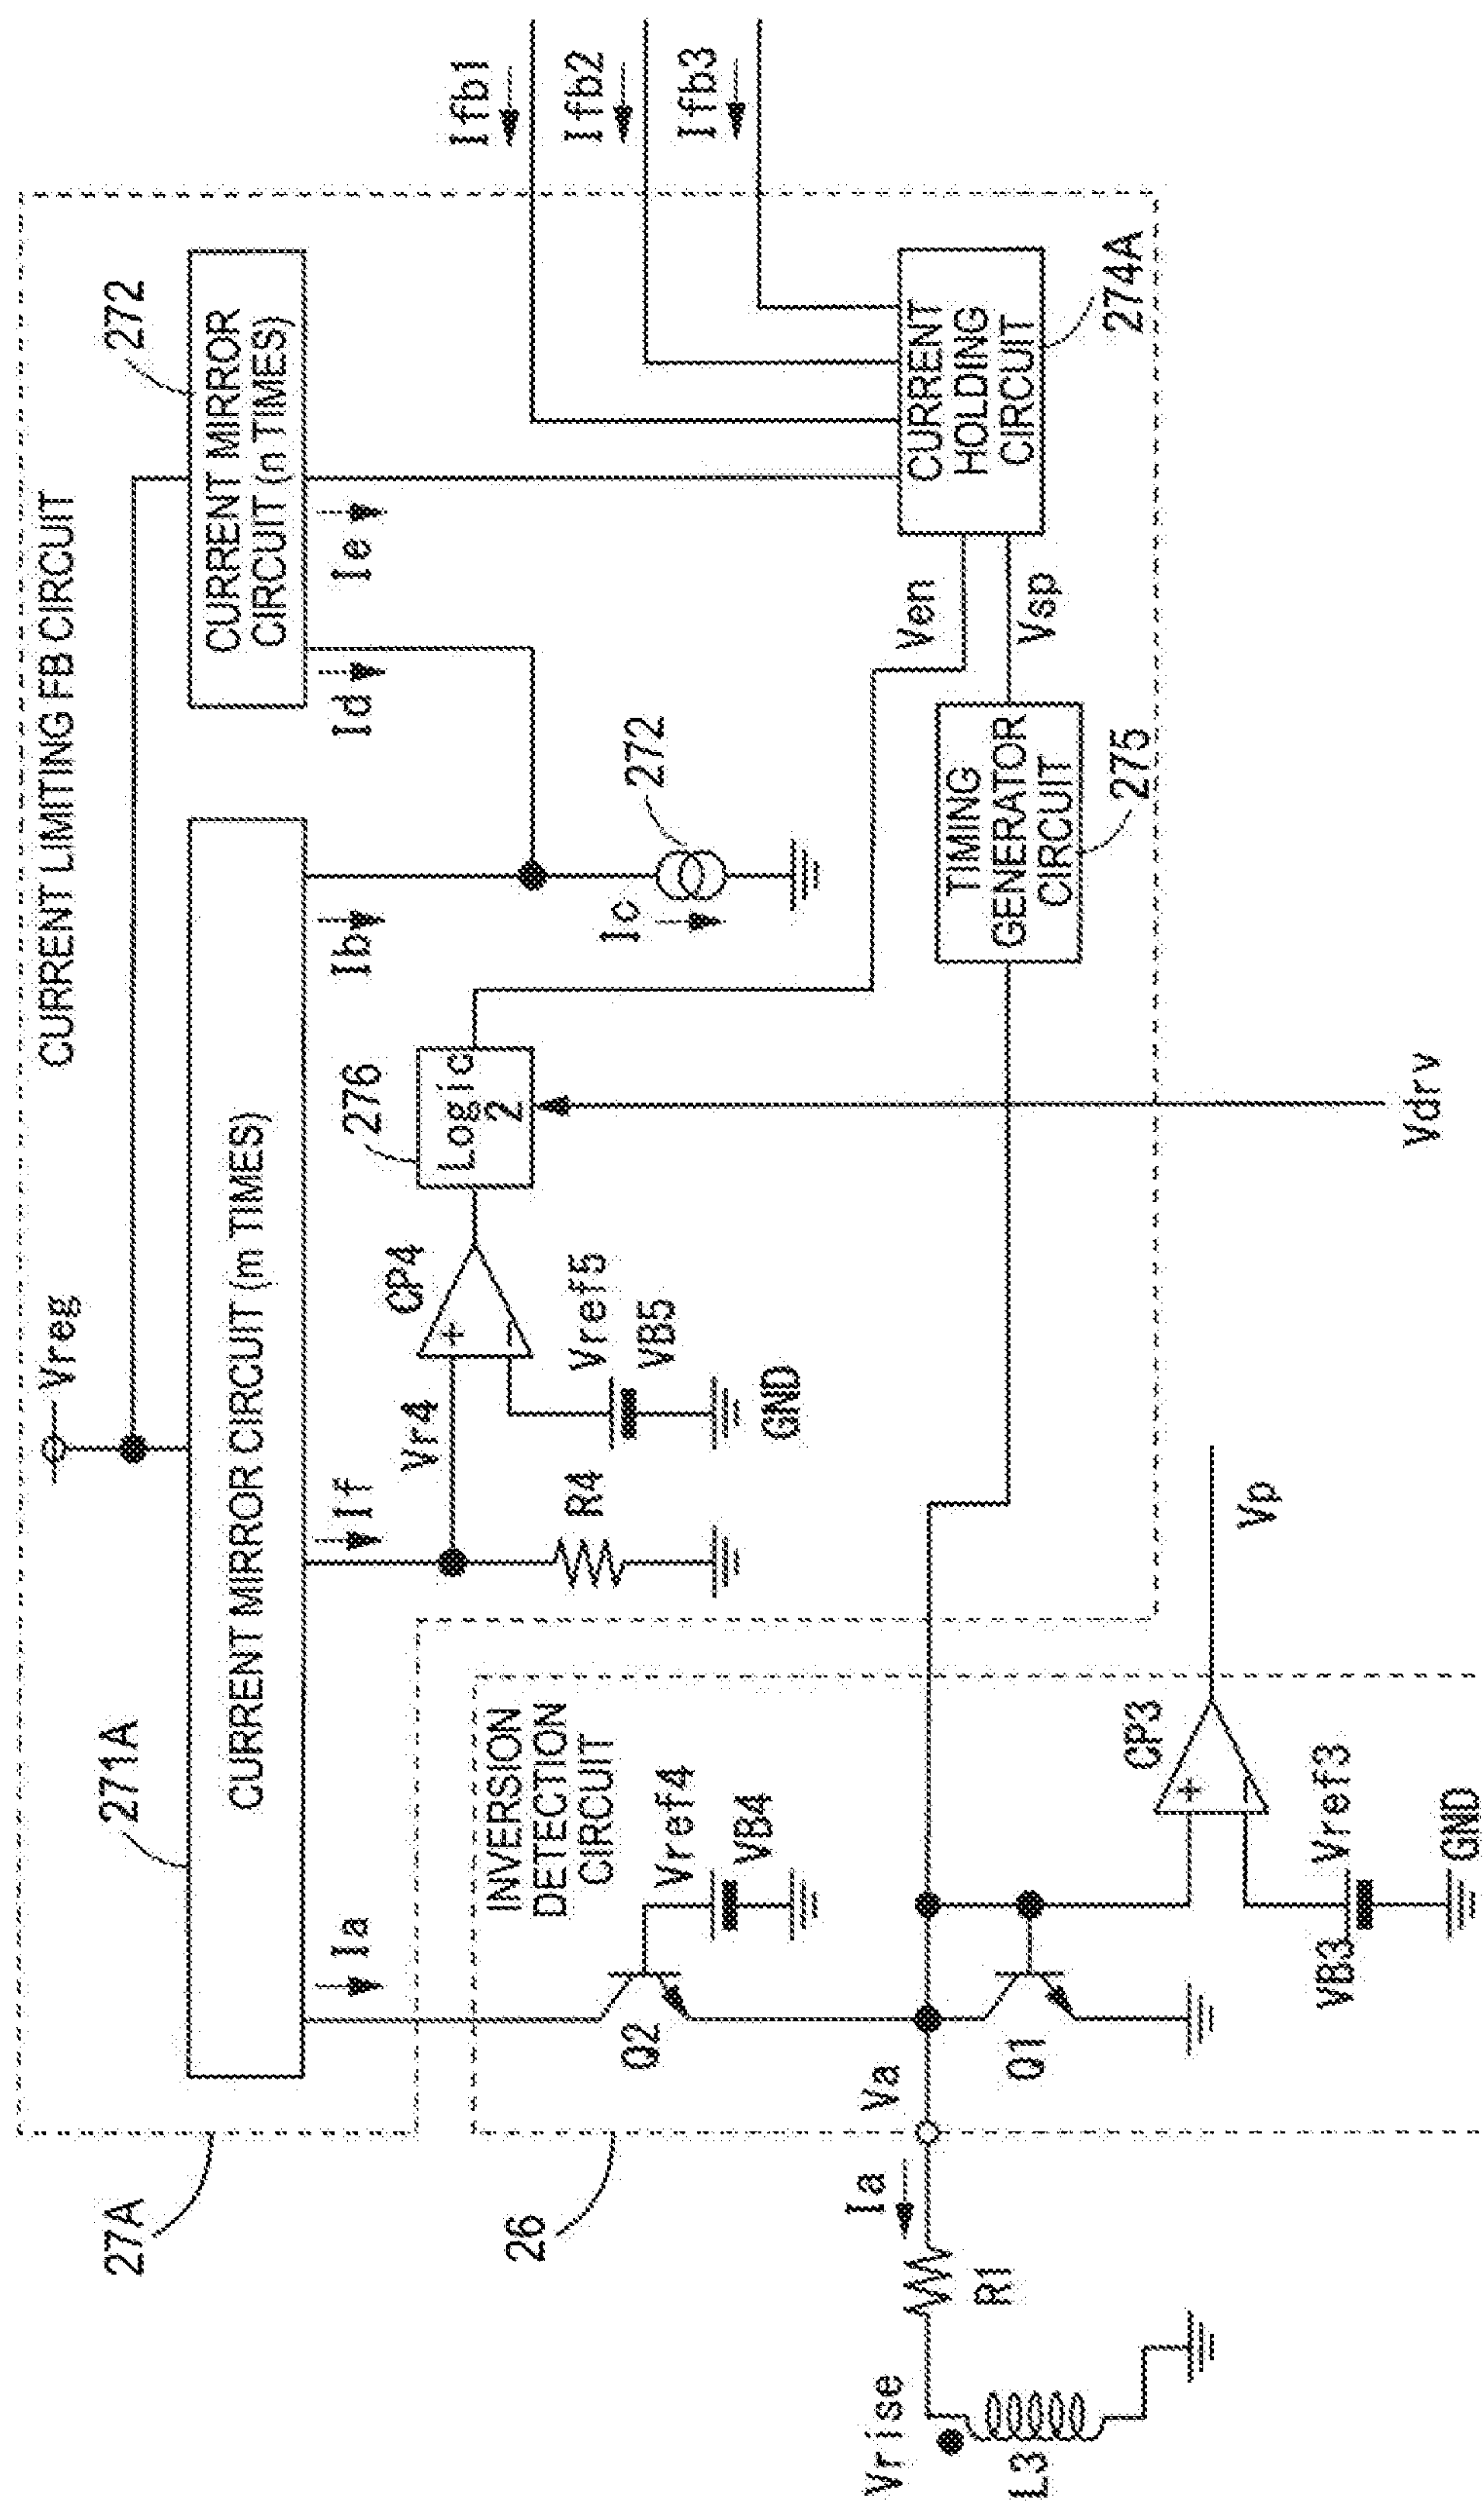 CURRENT LIMITING FB CIRCUIT
27A
271A
Vreg
CURRENT MIRROR CIRCUIT (m TIMES)
272
CURRENT MIRROR
CIRCUIT (n TIMES)
Ia
If
Ib
Id
Ie
Ifb1
Ifb2
Ifb3
276
Logic
2
CP4
+
−
Vr4
R4
Vref5
VB5
GND
Ic
272
Ven
Vsp
CURRENT
HOLDING
CIRCUIT
274A
TIMING
GENERATOR
CIRCUIT
275
Vdrv
26
INVERSION
DETECTION
CIRCUIT
Q2
Vref4
VB4
Va
Ia
R1
Vrise
L3
Q1
CP3
+
−
Vp
VB3
Vref3
GND